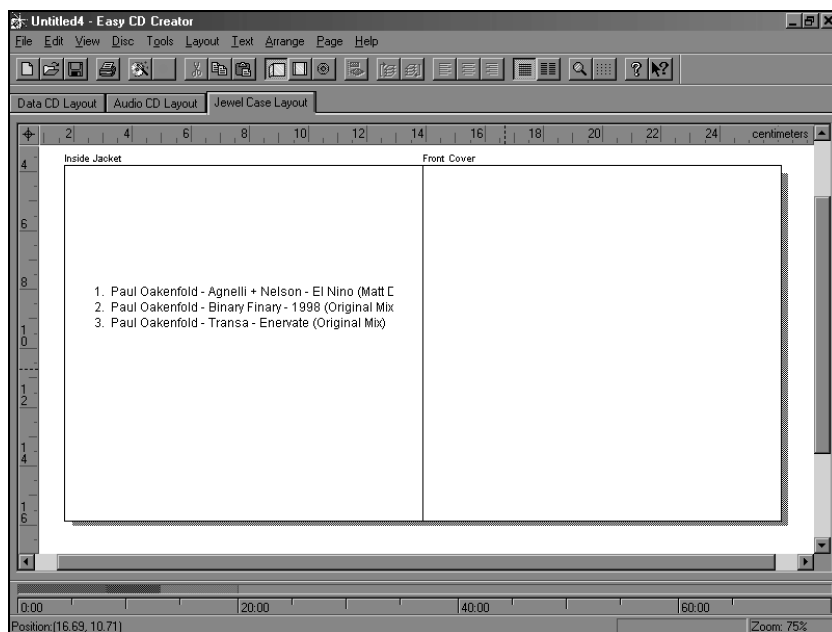 Untitled4 - Easy CD Creator
File Edit View Disc Tools Layout Text Arrange Page Help
Data CD Layout Audio CD Layout Jewel Case Layout
2 4 6 8 10 12 14 16 18 20 22 24 centimeters
Inside Jacket Front Cover
4
6
8
10
12
14
16
1. Paul Oakenfold - Agnelli + Nelson - El Nino (Matt D
2. Paul Oakenfold - Binary Finary - 1998 (Original Mix
3. Paul Oakenfold - Transa - Enervate (Original Mix)
0:00 20:00 40:00 60:00
Position:(16.69, 10.71) Zoom: 75%